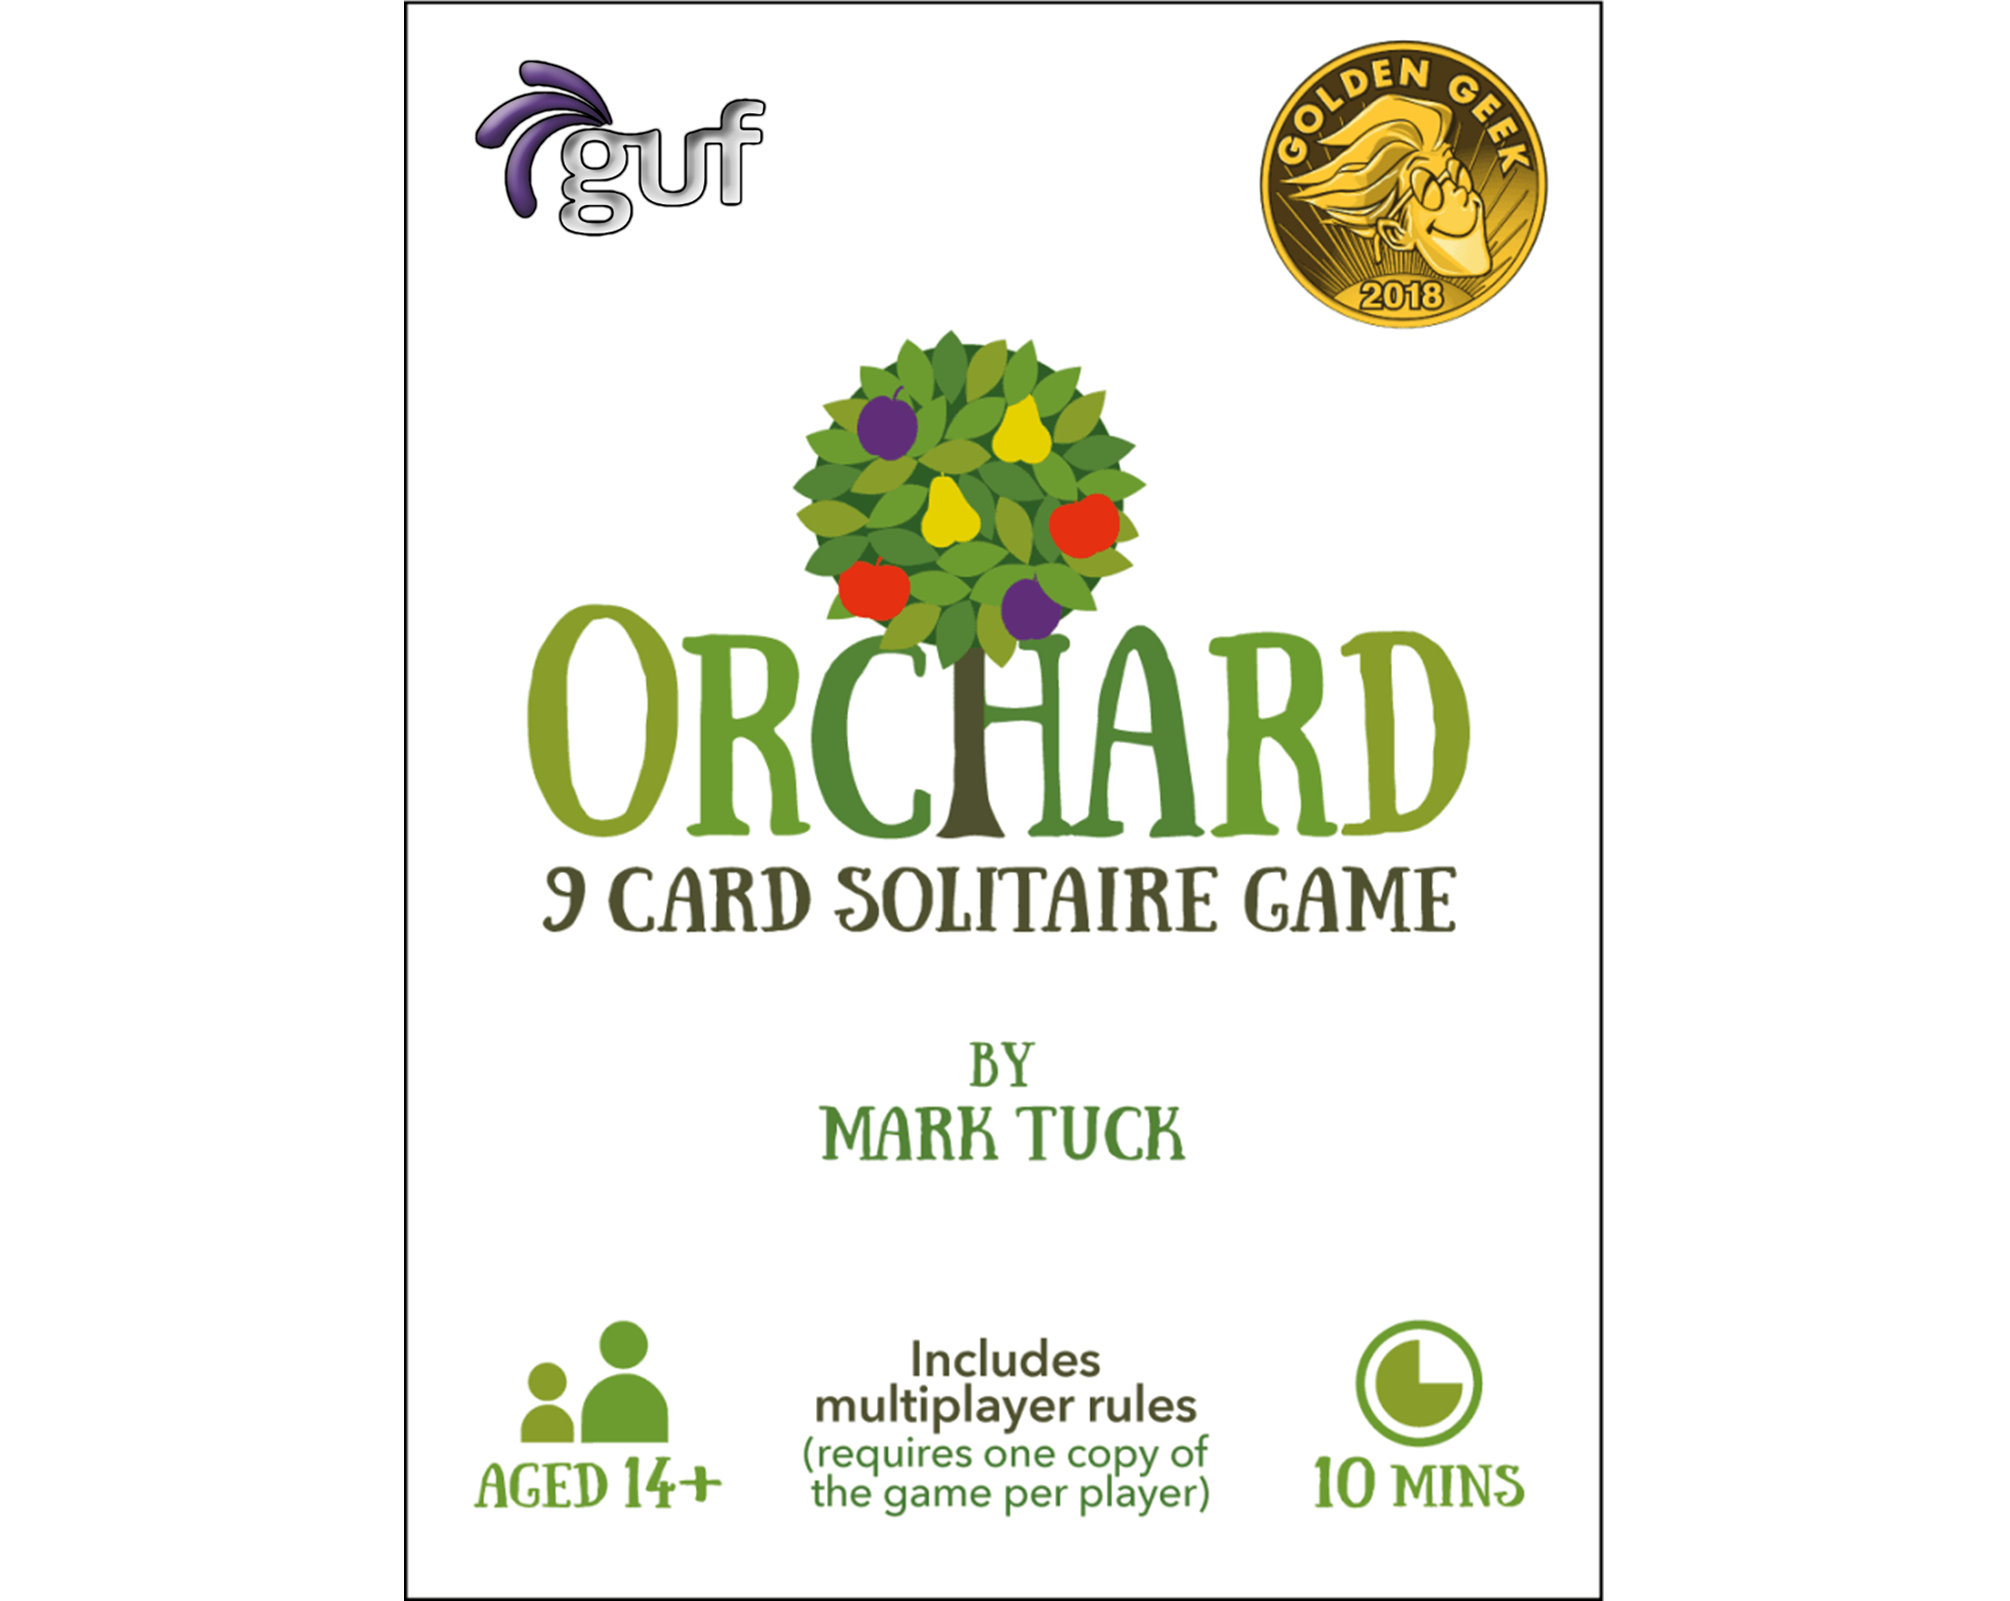 guf
GOLDEN GEEK
2018
ORCHARD
9 CARD SOLITAIRE GAME
BY
MARK TUCK
Includes
multiplayer rules
(requires one copy of
the game per player)
AGED 14+
10 MINS